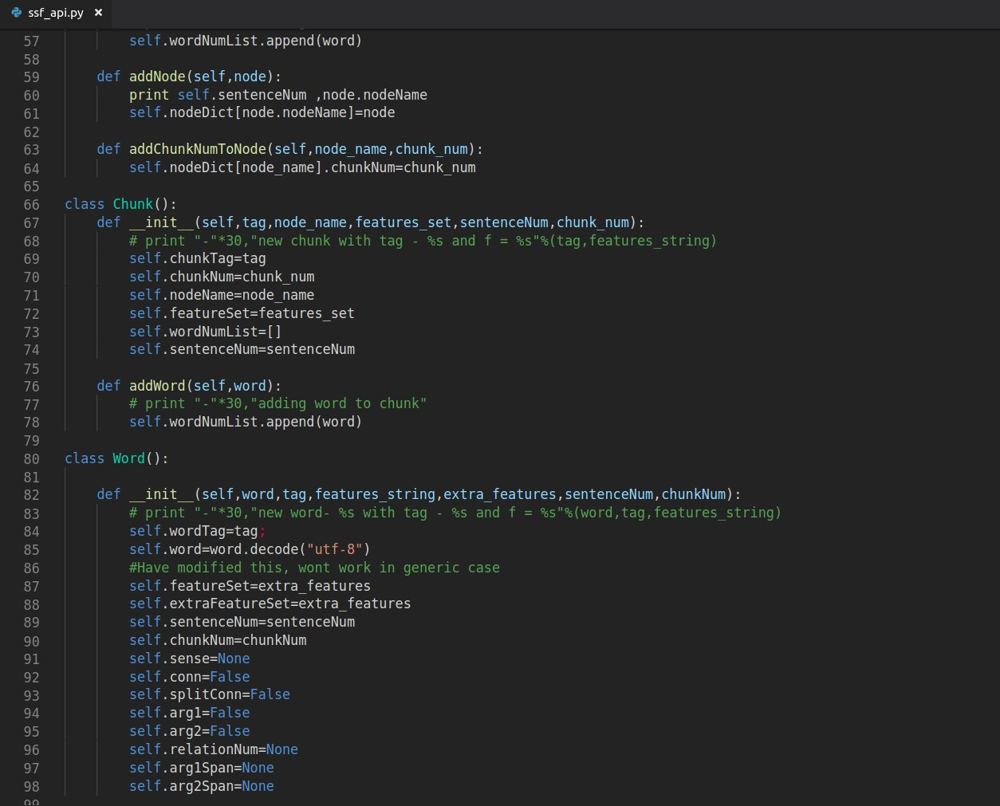 ssf_api.py ×
57 self.wordNumList.append(word)
58
59 def addNode(self,node):
60 print self.sentenceNum ,node.nodeName
61 self.nodeDict[node.nodeName]=node
62
63 def addChunkNumToNode(self,node_name,chunk_num):
64 self.nodeDict[node_name].chunkNum=chunk_num
65
66 class Chunk():
67 def __init__(self,tag,node_name,features_set,sentenceNum,chunk_num):
68 # print "-"*30,"new chunk with tag - %s and f = %s"%(tag,features_string)
69 self.chunkTag=tag
70 self.chunkNum=chunk_num
71 self.nodeName=node_name
72 self.featureSet=features_set
73 self.wordNumList=[]
74 self.sentenceNum=sentenceNum
75
76 def addWord(self,word):
77 # print "-"*30,"adding word to chunk"
78 self.wordNumList.append(word)
79
80 class Word():
81
82 def __init__(self,word,tag,features_string,extra_features,sentenceNum,chunkNum):
83 # print "-"*30,"new word- %s with tag - %s and f = %s"%(word,tag,features_string)
84 self.wordTag=tag;
85 self.word=word.decode("utf-8")
86 #Have modified this, wont work in generic case
87 self.featureSet=extra_features
88 self.extraFeatureSet=extra_features
89 self.sentenceNum=sentenceNum
90 self.chunkNum=chunkNum
91 self.sense=None
92 self.conn=False
93 self.splitConn=False
94 self.arg1=False
95 self.arg2=False
96 self.relationNum=None
97 self.arg1Span=None
98 self.arg2Span=None
99